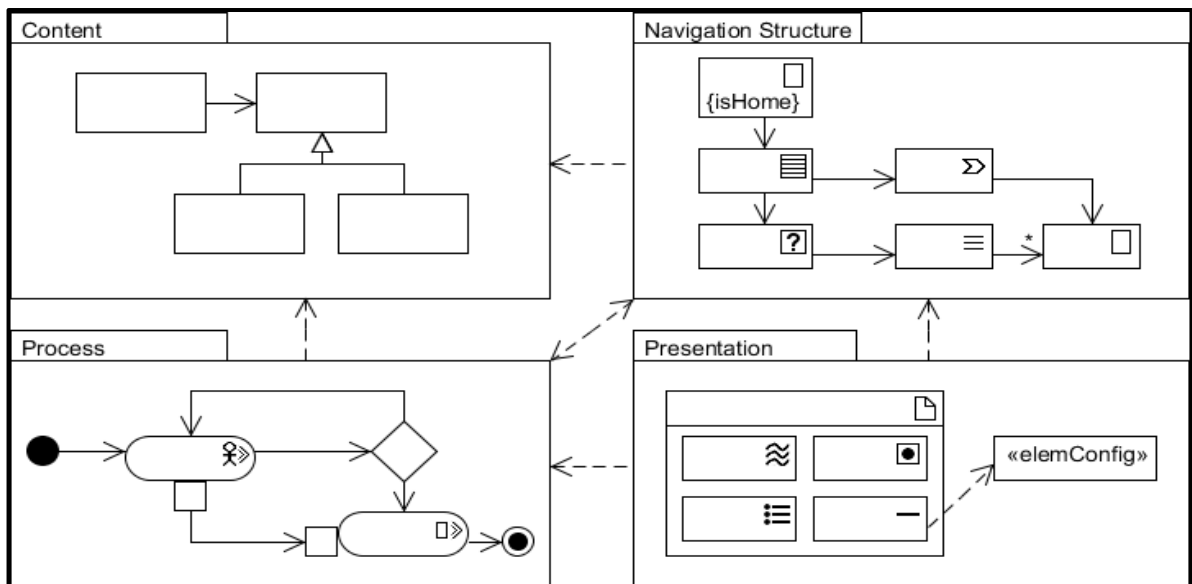 Content
Navigation Structure
{isHome}
?
*
Process
Presentation
«elemConfig»